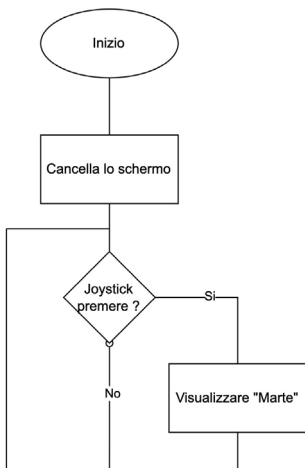 Inizio
Cancella lo schermo
Joystick
premere ?
Si
No
Visualizzare "Marte"